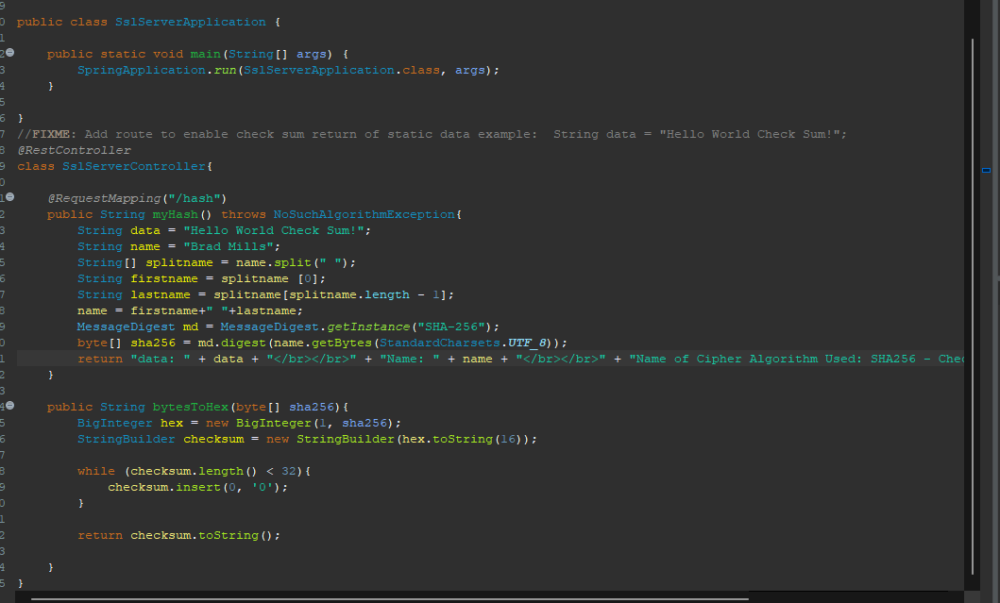 public class SslServerApplication {
public static void main(String[] args) {
SpringApplication.run(SslServerApplication.class, args);
}
}
//FIXME: Add route to enable check sum return of static data example:  String data = "Hello World Check Sum!";
@RestController
class SslServerController{
@RequestMapping("/hash")
public String myHash() throws NoSuchAlgorithmException{
String data = "Hello World Check Sum!";
String name = "Brad Mills";
String[] splitname = name.split(" ");
String firstname = splitname [0];
String lastname = splitname[splitname.length - 1];
name = firstname+" "+lastname;
MessageDigest md = MessageDigest.getInstance("SHA-256");
byte[] sha256 = md.digest(name.getBytes(StandardCharsets.UTF_8));
return "data: " + data + "</br></br>" + "Name: " + name + "</br></br>" + "Name of Cipher Algorithm Used: SHA256 - Chec
}
public String bytesToHex(byte[] sha256){
BigInteger hex = new BigInteger(1, sha256);
StringBuilder checksum = new StringBuilder(hex.toString(16));
while (checksum.length() < 32){
checksum.insert(0, '0');
}
return checksum.toString();
}
}